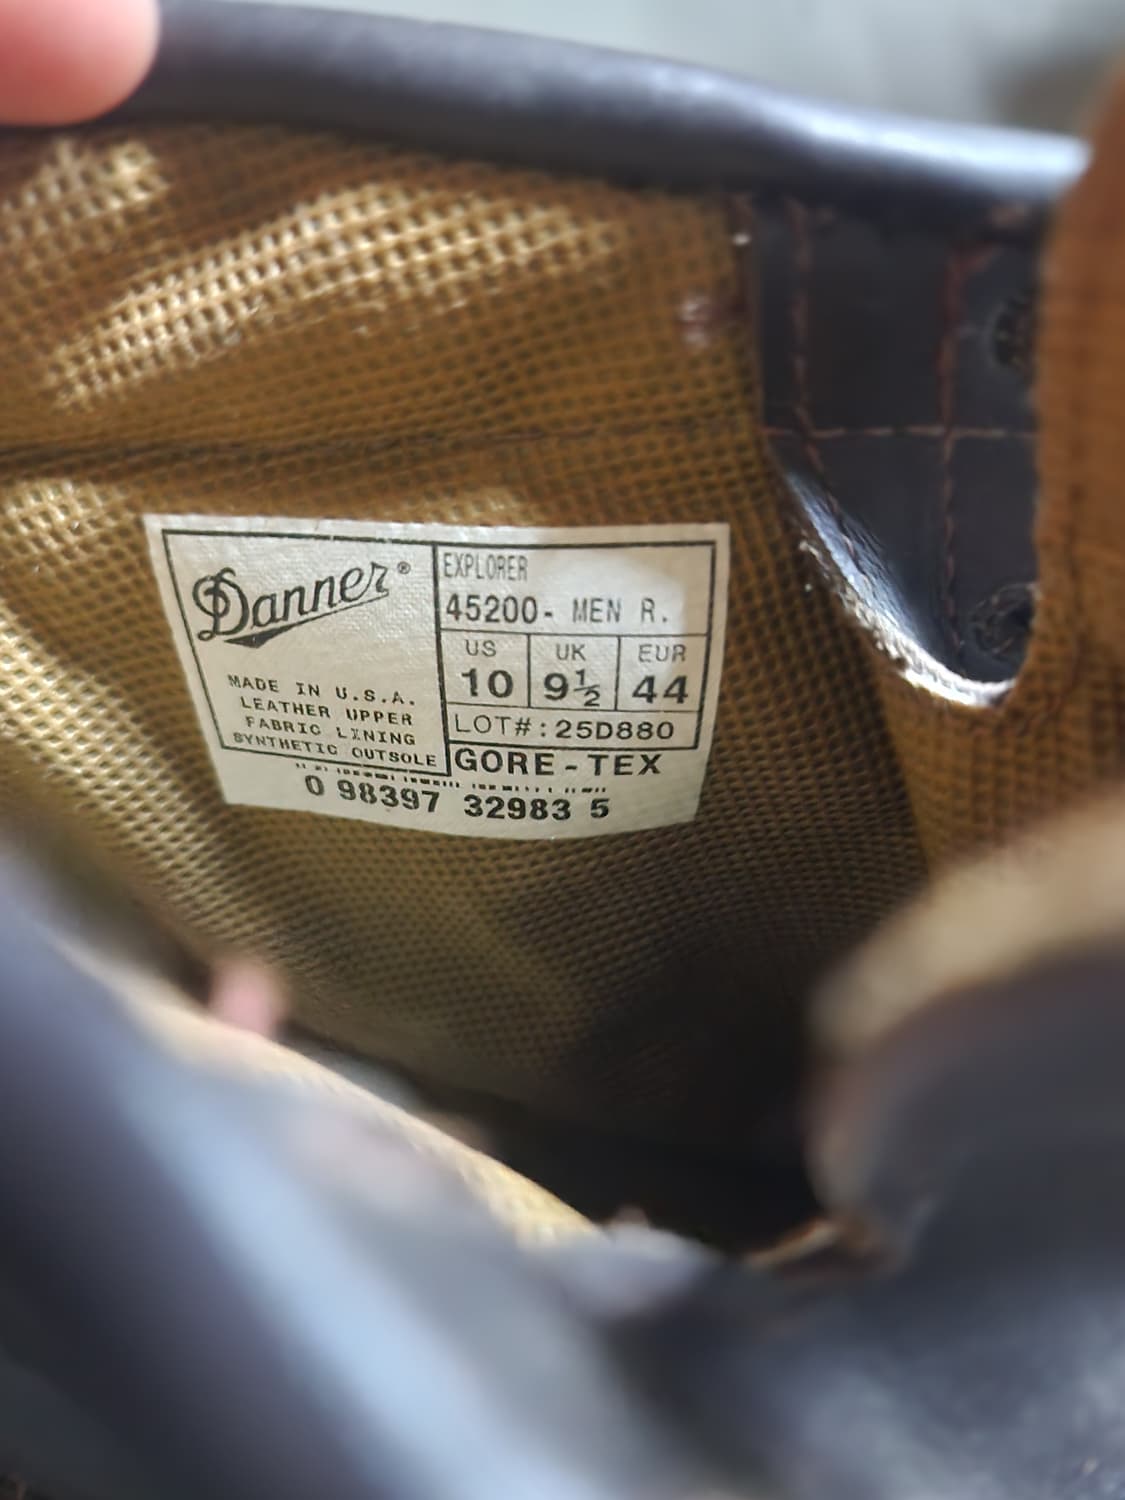 Danner®
MADE IN U.S.A.
LEATHER UPPER
FABRIC LINING
SYNTHETIC OUTSOLE
EXPLORER
45200- MEN R.
US UK EUR
10 9½ 44
LOT#:25D880
GORE-TEX
0 98397 32983 5